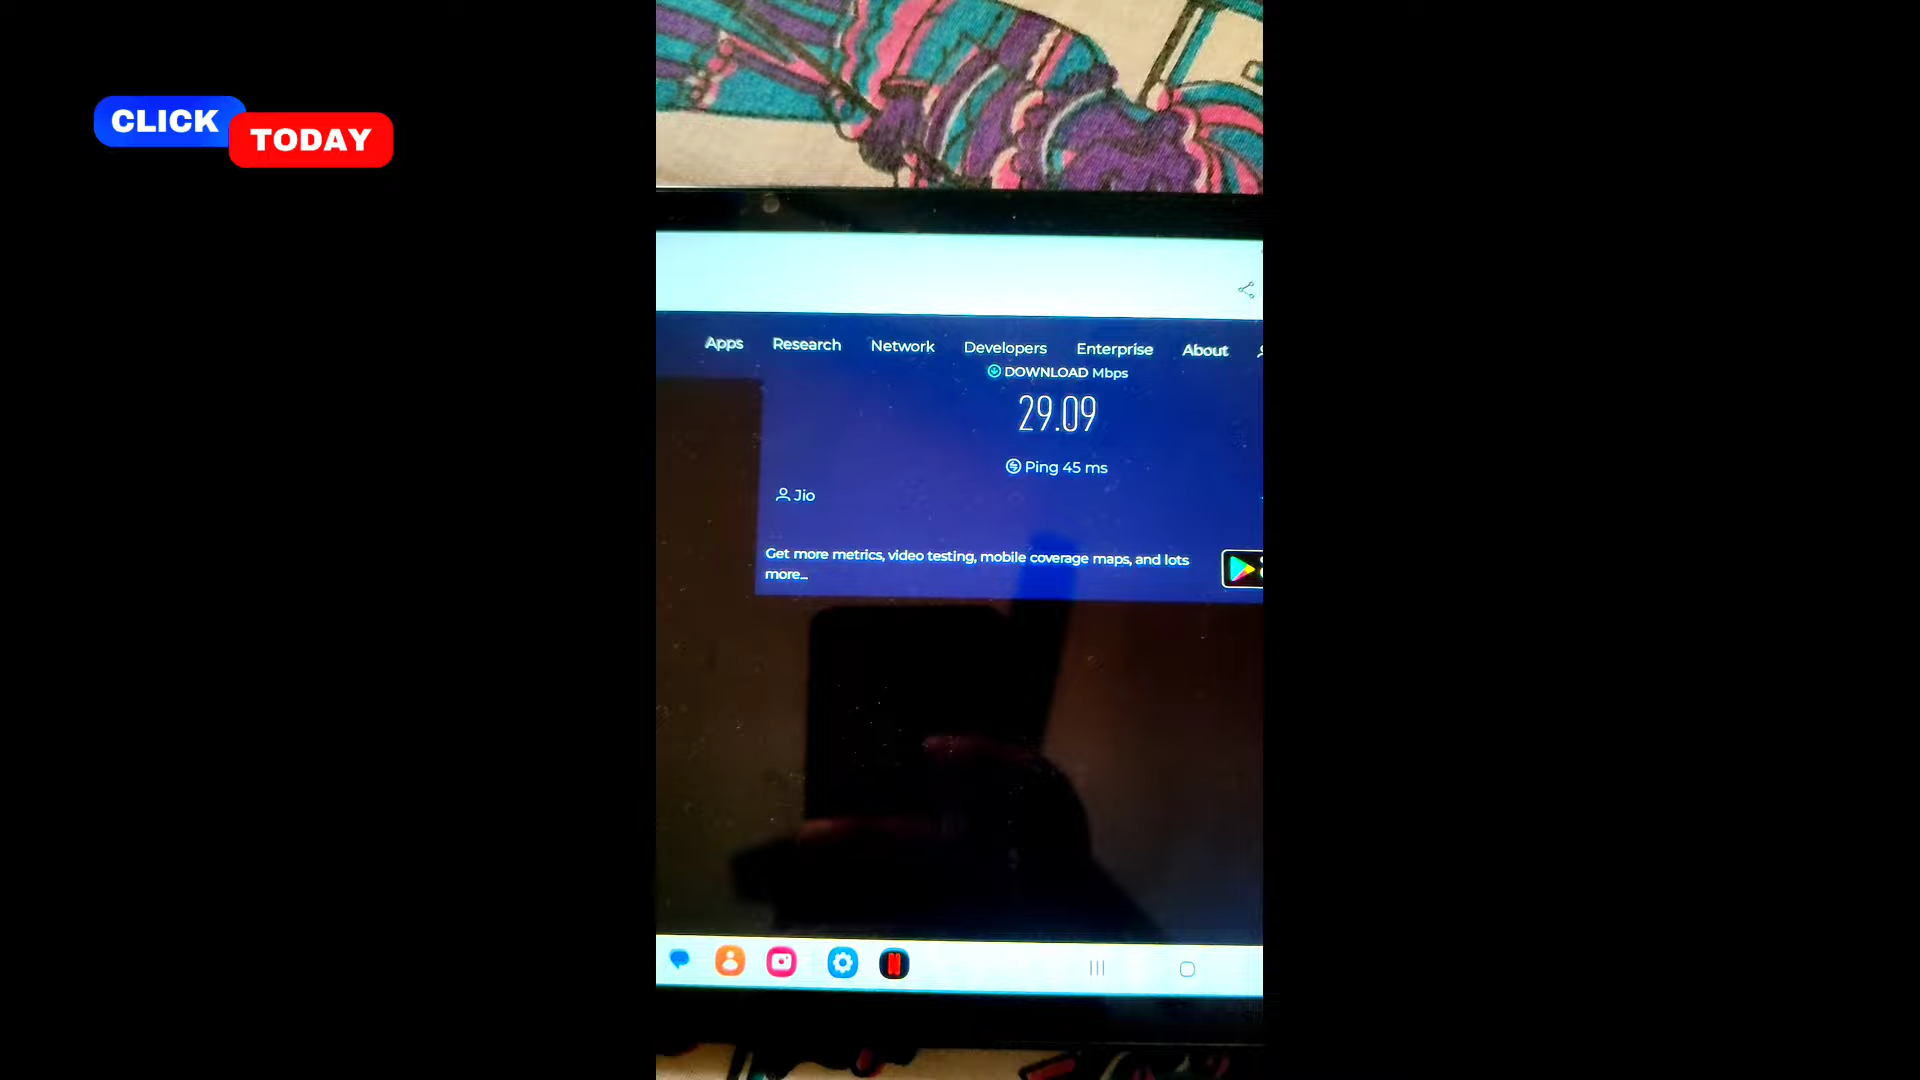 CLICK
TODAY
Apps Research Network Developers Enterprise About
DOWNLOAD Mbps
29.09
Ping 45 ms
Jio
Get more metrics, video testing, mobile coverage maps, and lots
more...